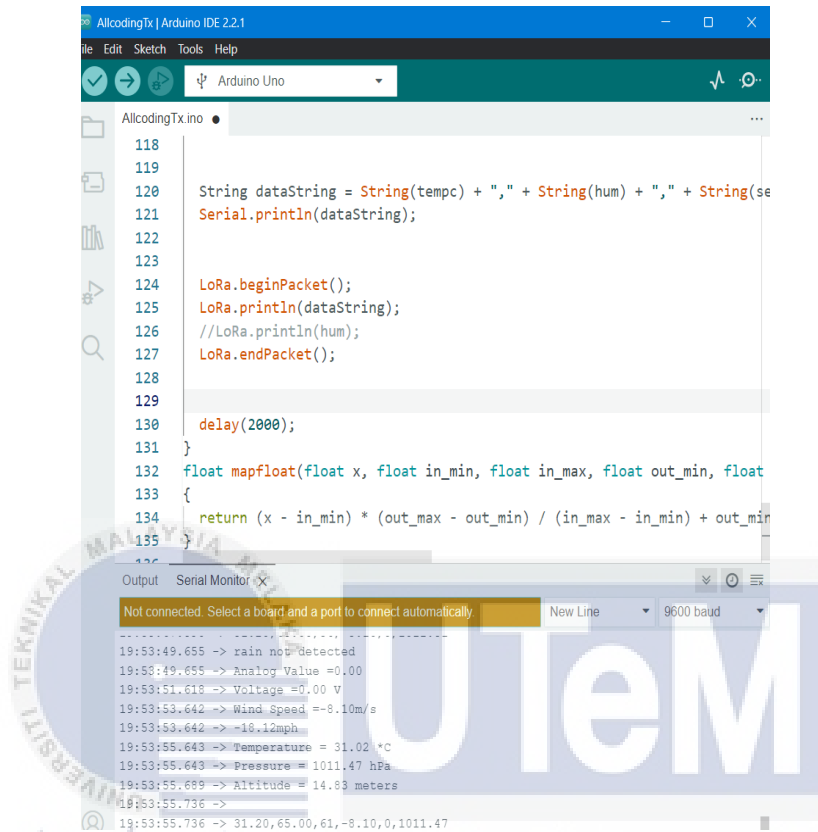 AllcodingTx | Arduino IDE 2.2.1
ile Edit Sketch Tools Help
Arduino Uno
AllcodingTx.ino
118
119
120 String dataString = String(tempc) + "," + String(hum) + "," + String(se
121 Serial.println(dataString);
122
123
124 LoRa.beginPacket();
125 LoRa.println(dataString);
126 //LoRa.println(hum);
127 LoRa.endPacket();
128
129
130 delay(2000);
131 }
132 float mapfloat(float x, float in_min, float in_max, float out_min, float
133 {
134 return (x - in_min) * (out_max - out_min) / (in_max - in_min) + out_min
135 }
136
Output Serial Monitor
Not connected. Select a board and a port to connect automatically. New Line 9600 baud
19:53:49.655 -> rain not detected
19:53:49.655 -> Analog Value =0.00
19:53:51.618 -> Voltage =0.00 V
19:53:53.642 -> Wind Speed =-8.10m/s
19:53:53.642 -> -18.12mph
19:53:55.643 -> Temperature = 31.02 *C
19:53:55.643 -> Pressure = 1011.47 hPa
19:53:55.689 -> Altitude = 14.83 meters
19:53:55.736 ->
19:53:55.736 -> 31.20,65.00,61,-8.10,0,1011.47
UTeM
TEKNIKAL MALAYSIA